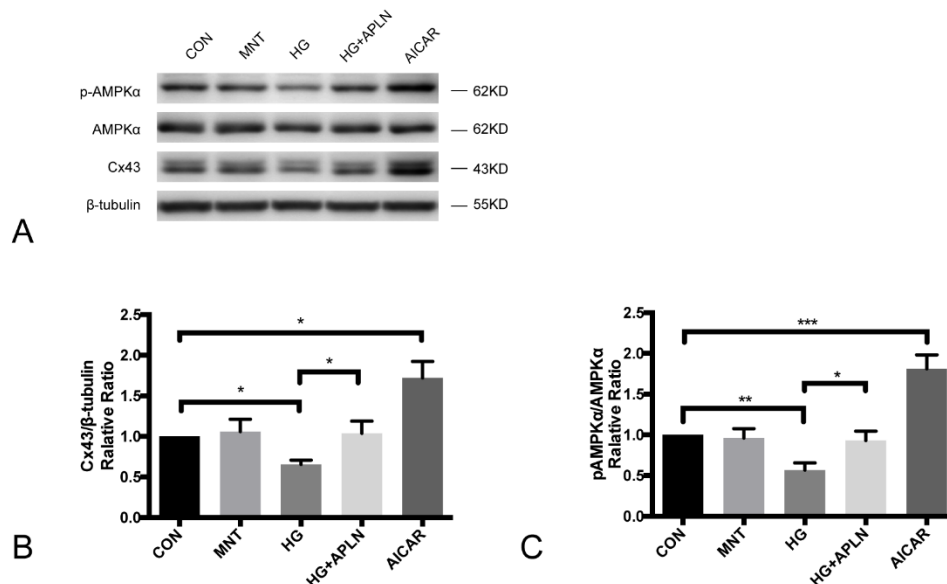 CON MNT HG HG+APLN AICAR
p-AMPKα — 62KD
AMPKα — 62KD
Cx43 — 43KD
β-tubulin — 55KD
A
Cx43/β-tubulin
Ralative Ratio
2.5
2.0
1.5
1.0
0.5
0.0
*
*
*
CON MNT HG HG+APLN AICAR
B
pAMPKα/AMPKα
Ralative Ratio
2.5
2.0
1.5
1.0
0.5
0.0
***
**
*
CON MNT HG HG+APLN AICAR
C